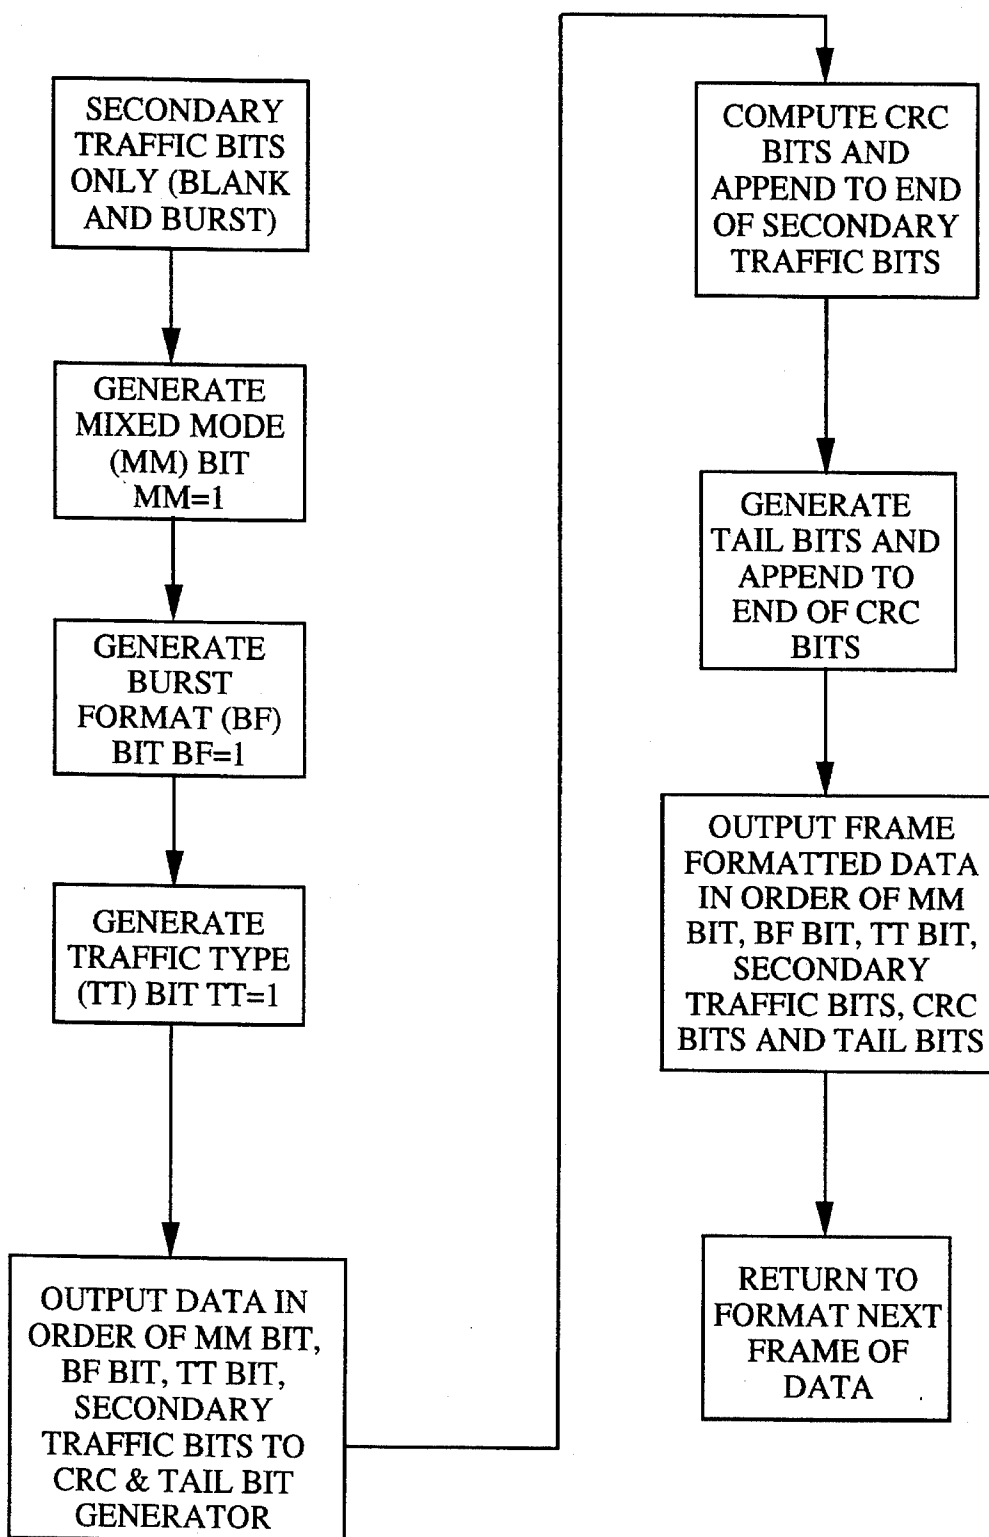 SECONDARY
TRAFFIC BITS
ONLY (BLANK
AND BURST)
GENERATE
MIXED MODE
(MM) BIT
MM=1
GENERATE
BURST
FORMAT (BF)
BIT BF=1
GENERATE
TRAFFIC TYPE
(TT) BIT TT=1
OUTPUT DATA IN
ORDER OF MM BIT,
BF BIT, TT BIT,
SECONDARY
TRAFFIC BITS TO
CRC & TAIL BIT
GENERATOR
COMPUTE CRC
BITS AND
APPEND TO END
OF SECONDARY
TRAFFIC BITS
GENERATE
TAIL BITS AND
APPEND TO
END OF CRC
BITS
OUTPUT FRAME
FORMATTED DATA
IN ORDER OF MM
BIT, BF BIT, TT BIT,
SECONDARY
TRAFFIC BITS, CRC
BITS AND TAIL BITS
RETURN TO
FORMAT NEXT
FRAME OF
DATA